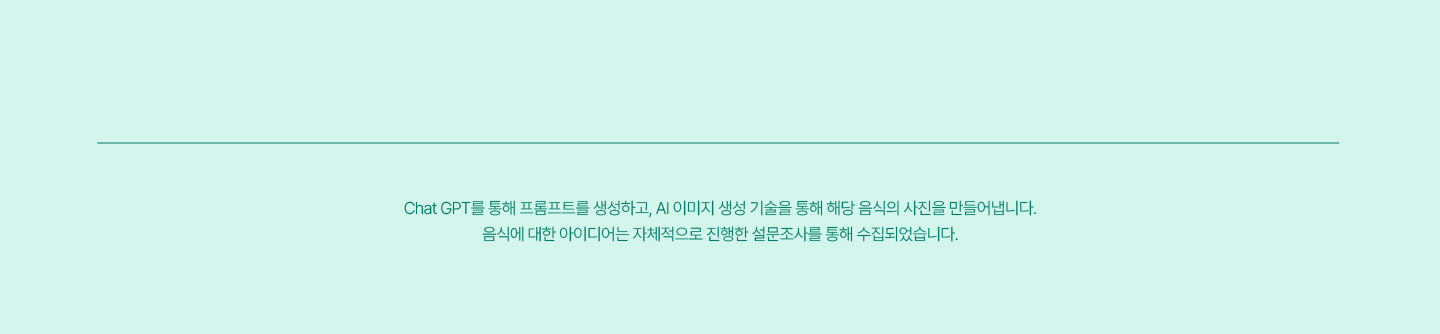 Chat GPT를 통해 프롬프트를 생성하고, AI 이미지 생성 기술을 통해 해당 음식의 사진을 만들어냅니다.
음식에 대한 아이디어는 자체적으로 진행한 설문조사를 통해 수집되었습니다.